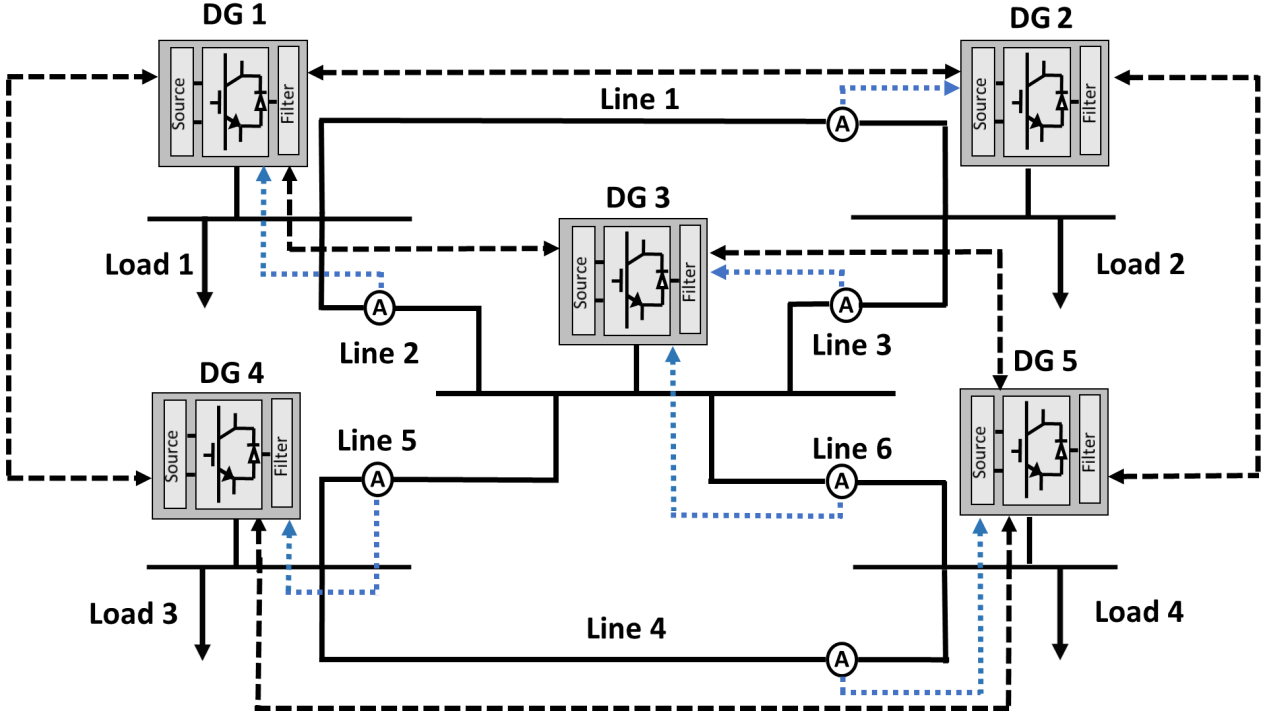 DG 1
DG 2
Source
Filter
Line 1
A
Source
Filter
DG 3
Load 1
Source
Filter
Load 2
A
Line 2
A
Line 3
DG 4
DG 5
Source
Filter
Line 5
A
Line 6
A
Source
Filter
Load 3
Line 4
A
Load 4